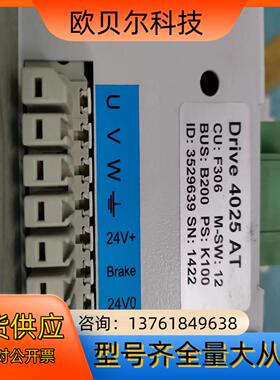 欧贝尔科技
U
V
W
24V+
Brake
24V0
Drive 4025 AT
CU: F306 M-SW: 12
BUS: B200 PS: K100
ID: 3529639 SN: 1422
货供应
咨询：13761849638
对公开票
型号齐全量大从